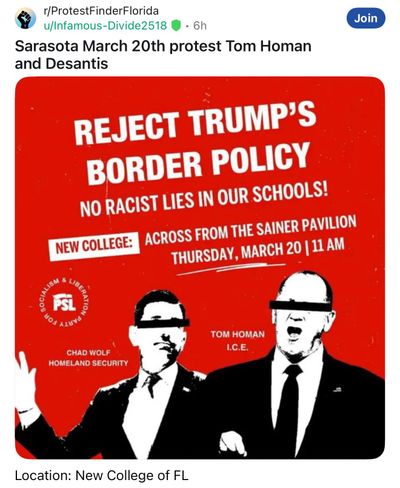 r/ProtestFinderFlorida
u/Infamous-Divide2518 • 6h
Join
Sarasota March 20th protest Tom Homan
and Desantis
REJECT TRUMP'S
BORDER POLICY
NO RACIST LIES IN OUR SCHOOLS!
NEW COLLEGE: ACROSS FROM THE SAINER PAVILION
THURSDAY, MARCH 20 | 11 AM
PARTY FOR SOCIALISM & LIBERATION
PSL
CHAD WOLF
HOMELAND SECURITY
TOM HOMAN
I.C.E.
Location: New College of FL